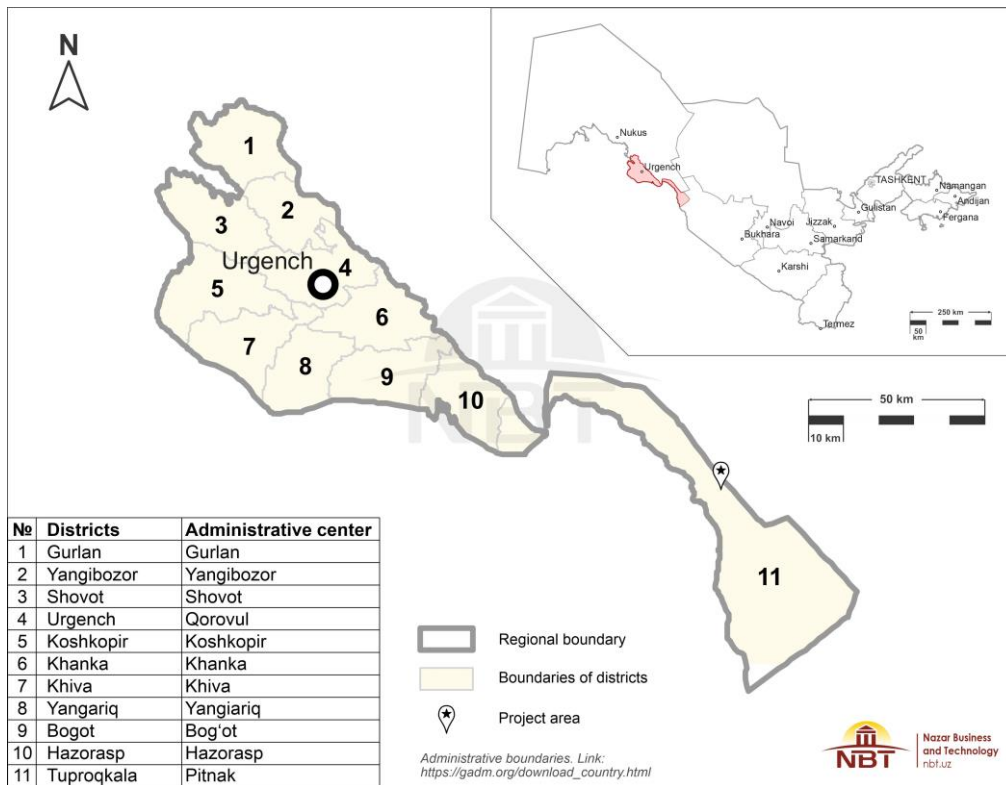 N
1
2
3
Urgench
4
5
6
7
8
9
10
11
Nukus
Urgench
TASHKENT
Namangan
Andijan
Fergana
Gulistan
Navoi
Jizzak
Bukhara
Samarkand
Karshi
Termez
250 km
50
km
50 km
10 km
NBT
№ Districts Administrative center
1 Gurlan Gurlan
2 Yangibozor Yangibozor
3 Shovot Shovot
4 Urgench Qorovul
5 Koshkopir Koshkopir
6 Khanka Khanka
7 Khiva Khiva
8 Yangariq Yangiariq
9 Bogot Bog‘ot
10 Hazorasp Hazorasp
11 Tuproqkala Pitnak
Regional boundary
Boundaries of districts
Project area
Administrative boundaries. Link:
https://gadm.org/download_country.html
NBT
Nazar Business
and Technology
nbt.uz